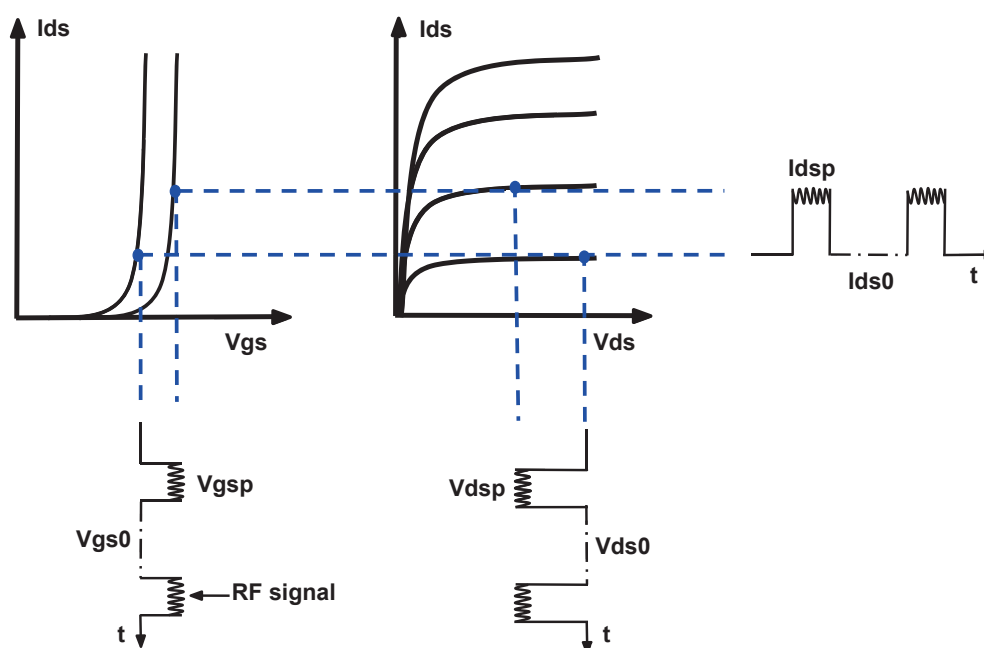 Ids
Ids
Idsp
Ids0
t
Vgs
Vds
Vgsp
Vdsp
Vgs0
Vds0
RF signal
t
t